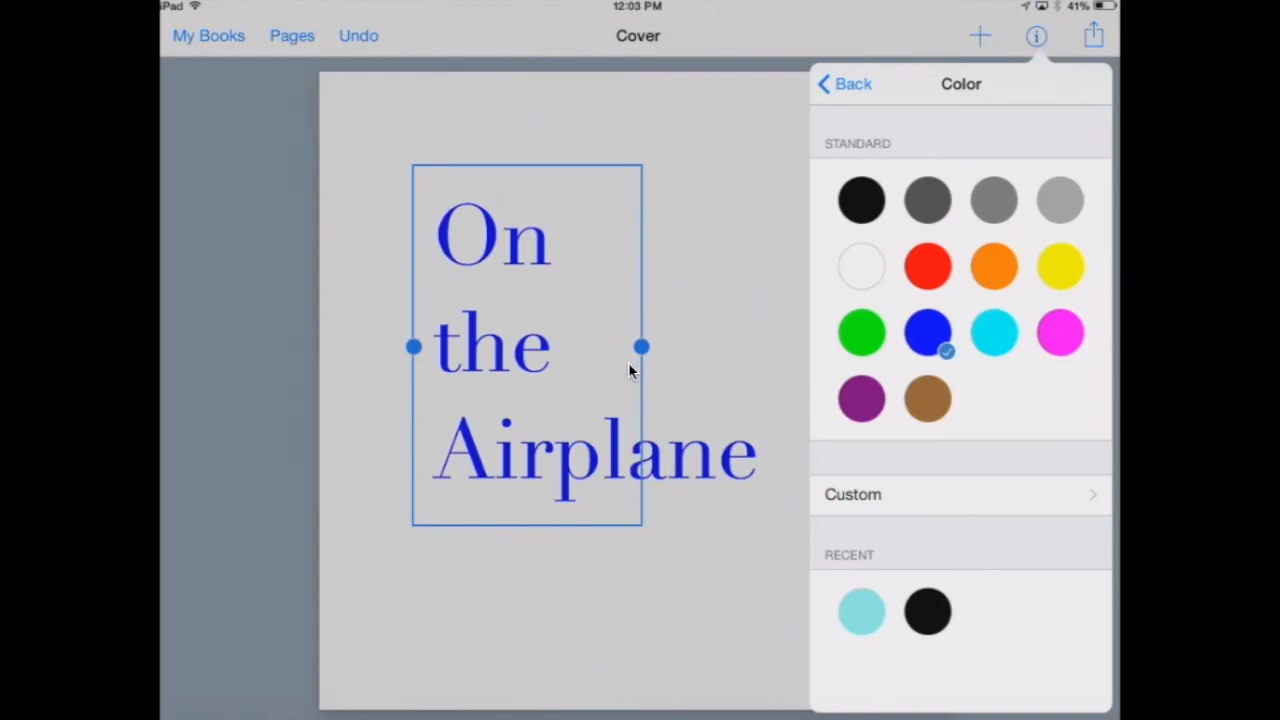 iPad 12:03 PM 41%
My Books Pages Undo Cover
Back Color
STANDARD
On
the
Airplane
Custom
RECENT